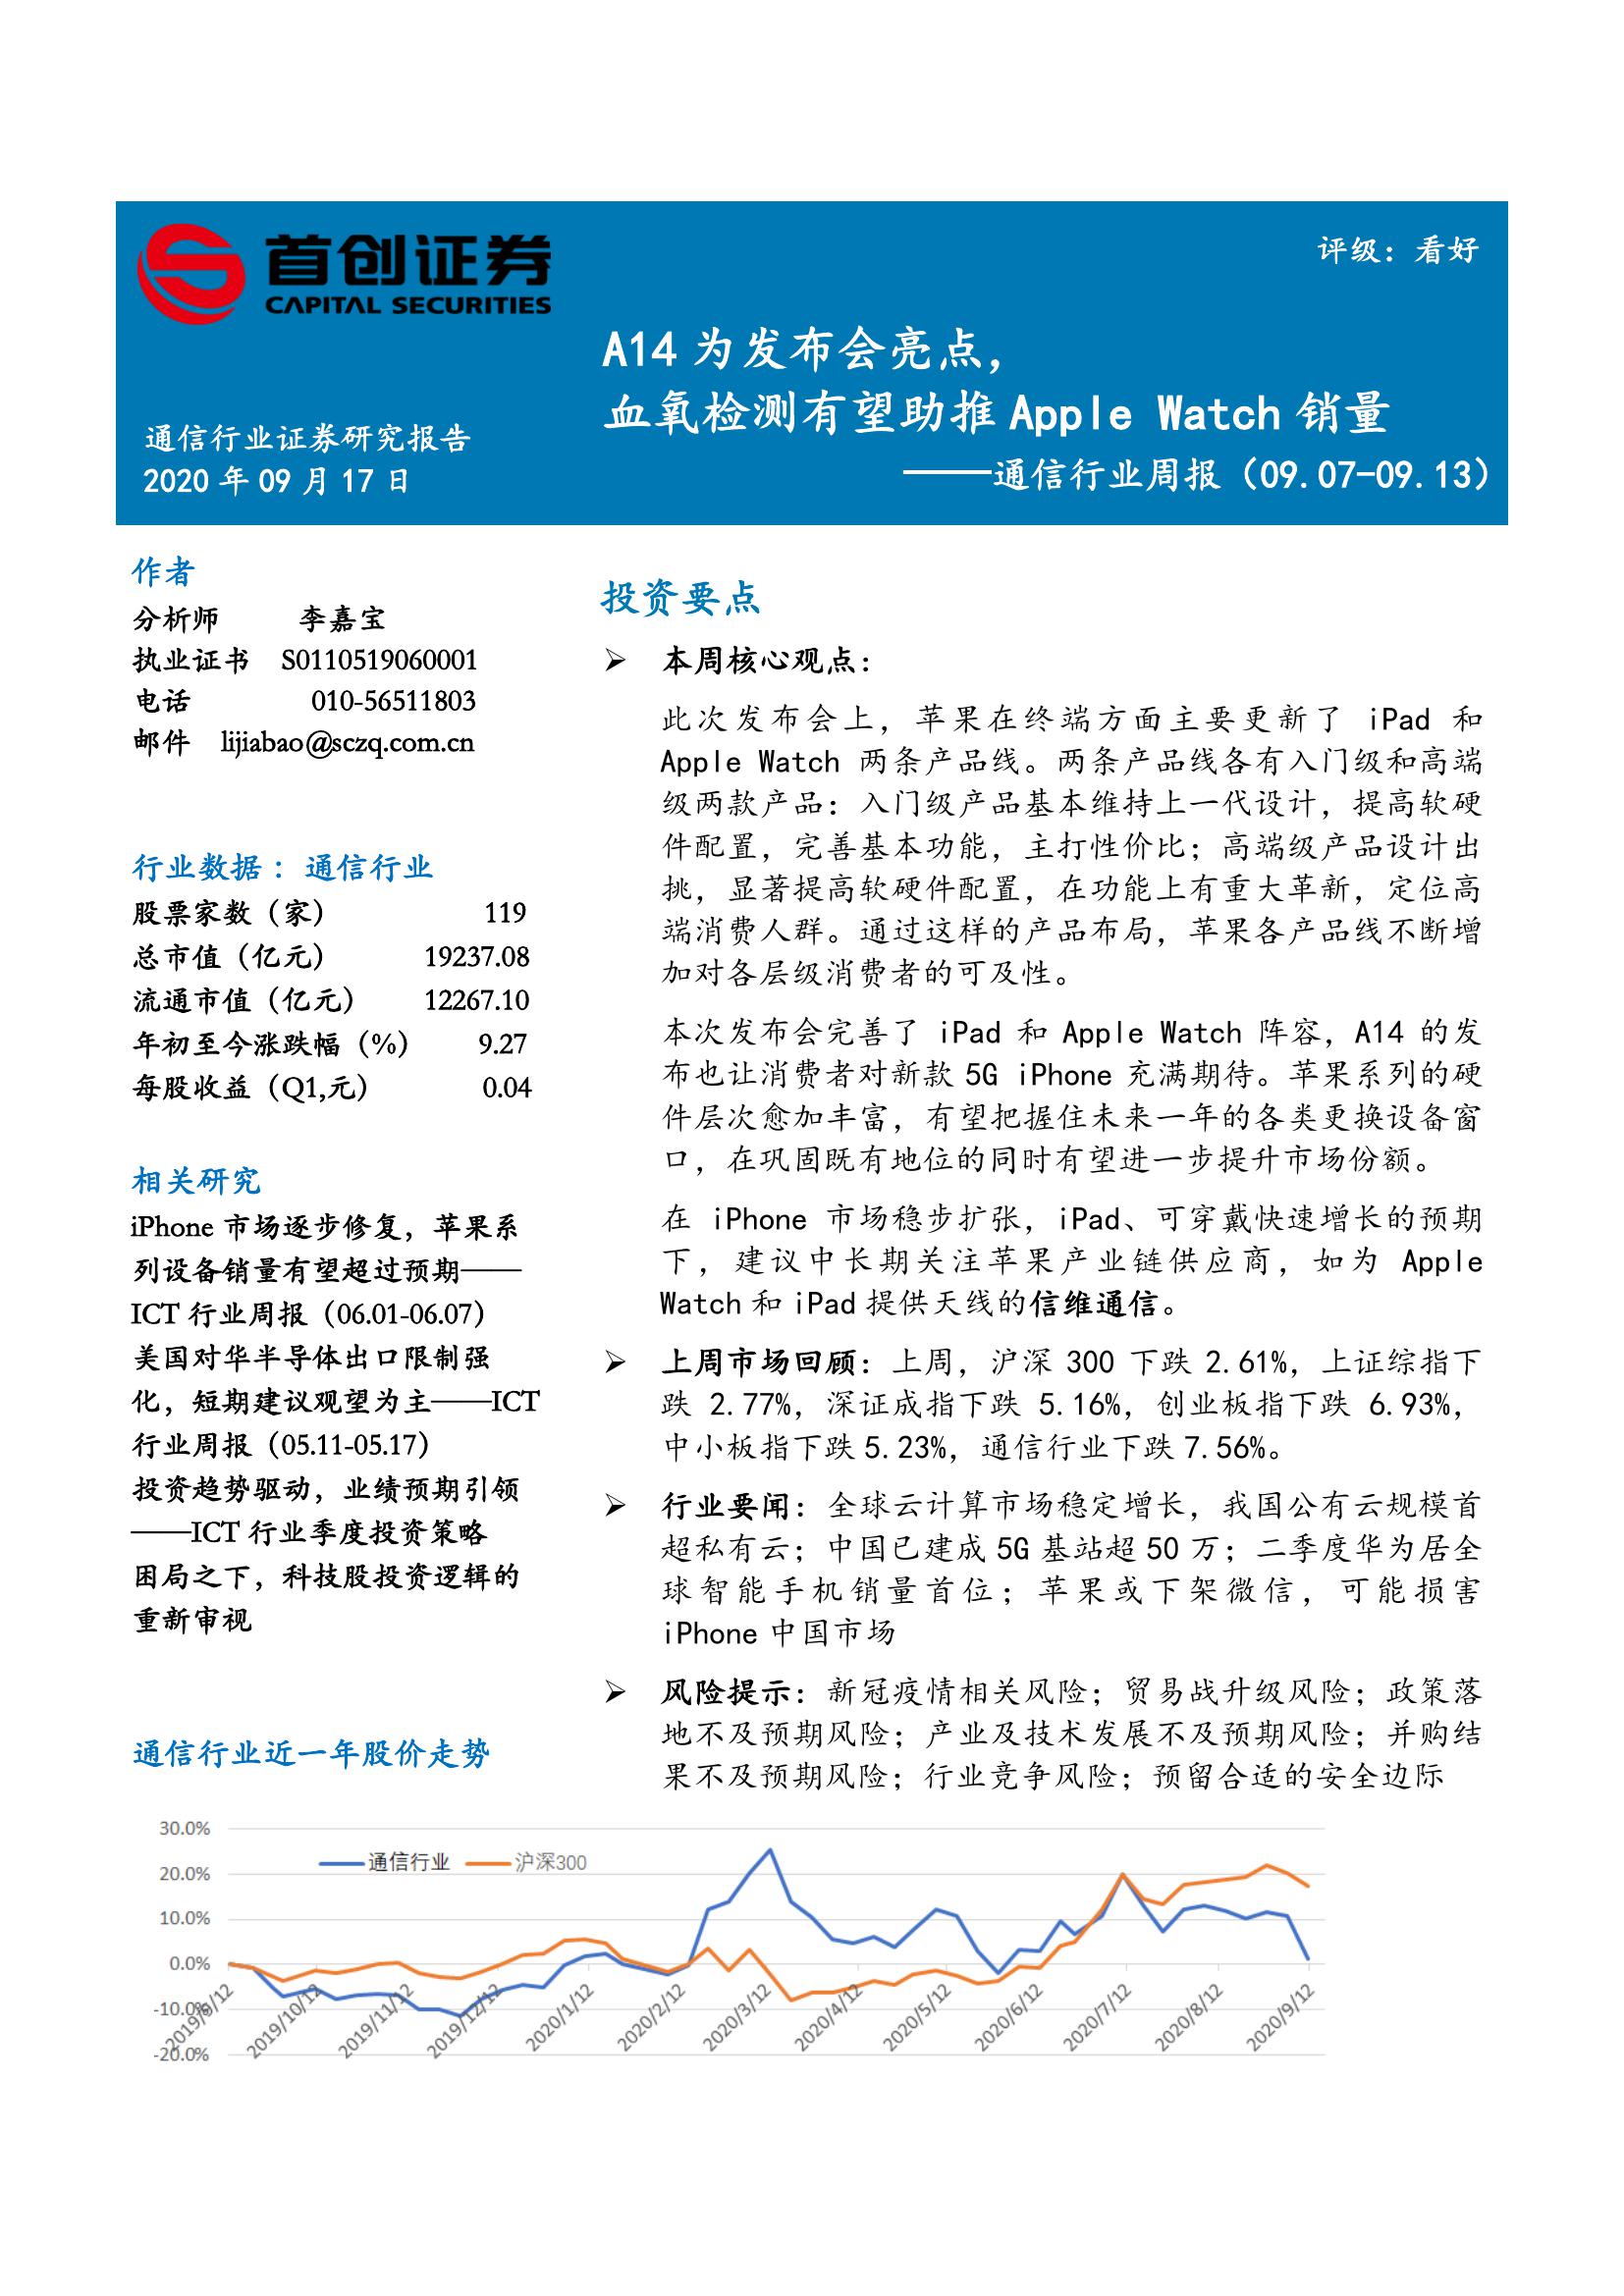 首创证券
CAPITAL SECURITIES
评级：看好
A14 为发布会亮点，
血氧检测有望助推 Apple Watch 销量
——通信行业周报（09.07-09.13）
通信行业证券研究报告
2020 年 09 月 17 日
作者
分析师 李嘉宝
执业证书 S0110519060001
电话 010-56511803
邮件 lijiabao@sczq.com.cn
行业数据：通信行业
股票家数（家） 119
总市值（亿元） 19237.08
流通市值（亿元） 12267.10
年初至今涨跌幅（%） 9.27
每股收益（Q1,元） 0.04
相关研究
iPhone 市场逐步修复，苹果系
列设备销量有望超过预期——
ICT 行业周报（06.01-06.07）
美国对华半导体出口限制强
化，短期建议观望为主——ICT
行业周报（05.11-05.17）
投资趋势驱动，业绩预期引领
——ICT 行业季度投资策略
困局之下，科技股投资逻辑的
重新审视
投资要点
➢ 本周核心观点：
此次发布会上，苹果在终端方面主要更新了 iPad 和
Apple Watch 两条产品线。两条产品线各有入门级和高端
级两款产品：入门级产品基本维持上一代设计，提高软硬
件配置，完善基本功能，主打性价比；高端级产品设计出
挑，显著提高软硬件配置，在功能上有重大革新，定位高
端消费人群。通过这样的产品布局，苹果各产品线不断增
加对各层级消费者的可及性。
本次发布会完善了 iPad 和 Apple Watch 阵容，A14 的发
布也让消费者对新款 5G iPhone 充满期待。苹果系列的硬
件层次愈加丰富，有望把握住未来一年的各类更换设备窗
口，在巩固既有地位的同时有望进一步提升市场份额。
在 iPhone 市场稳步扩张，iPad、可穿戴快速增长的预期
下，建议中长期关注苹果产业链供应商，如为 Apple
Watch 和 iPad 提供天线的信维通信。
➢ 上周市场回顾：上周，沪深 300 下跌 2.61%，上证综指下
跌 2.77%，深证成指下跌 5.16%，创业板指下跌 6.93%，
中小板指下跌 5.23%，通信行业下跌 7.56%。
➢ 行业要闻：全球云计算市场稳定增长，我国公有云规模首
超私有云；中国已建成 5G 基站超 50 万；二季度华为居全
球智能手机销量首位；苹果或下架微信，可能损害
iPhone 中国市场
➢ 风险提示：新冠疫情相关风险；贸易战升级风险；政策落
地不及预期风险；产业及技术发展不及预期风险；并购结
果不及预期风险；行业竞争风险；预留合适的安全边际
通信行业近一年股价走势
通信行业 沪深300
30.0%
20.0%
10.0%
0.0%
-10.0%
-20.0%
2019/9/12 2019/10/12 2019/11/12 2019/12/12 2020/1/12 2020/2/12 2020/3/12 2020/4/12 2020/5/12 2020/6/12 2020/7/12 2020/8/12 2020/9/12